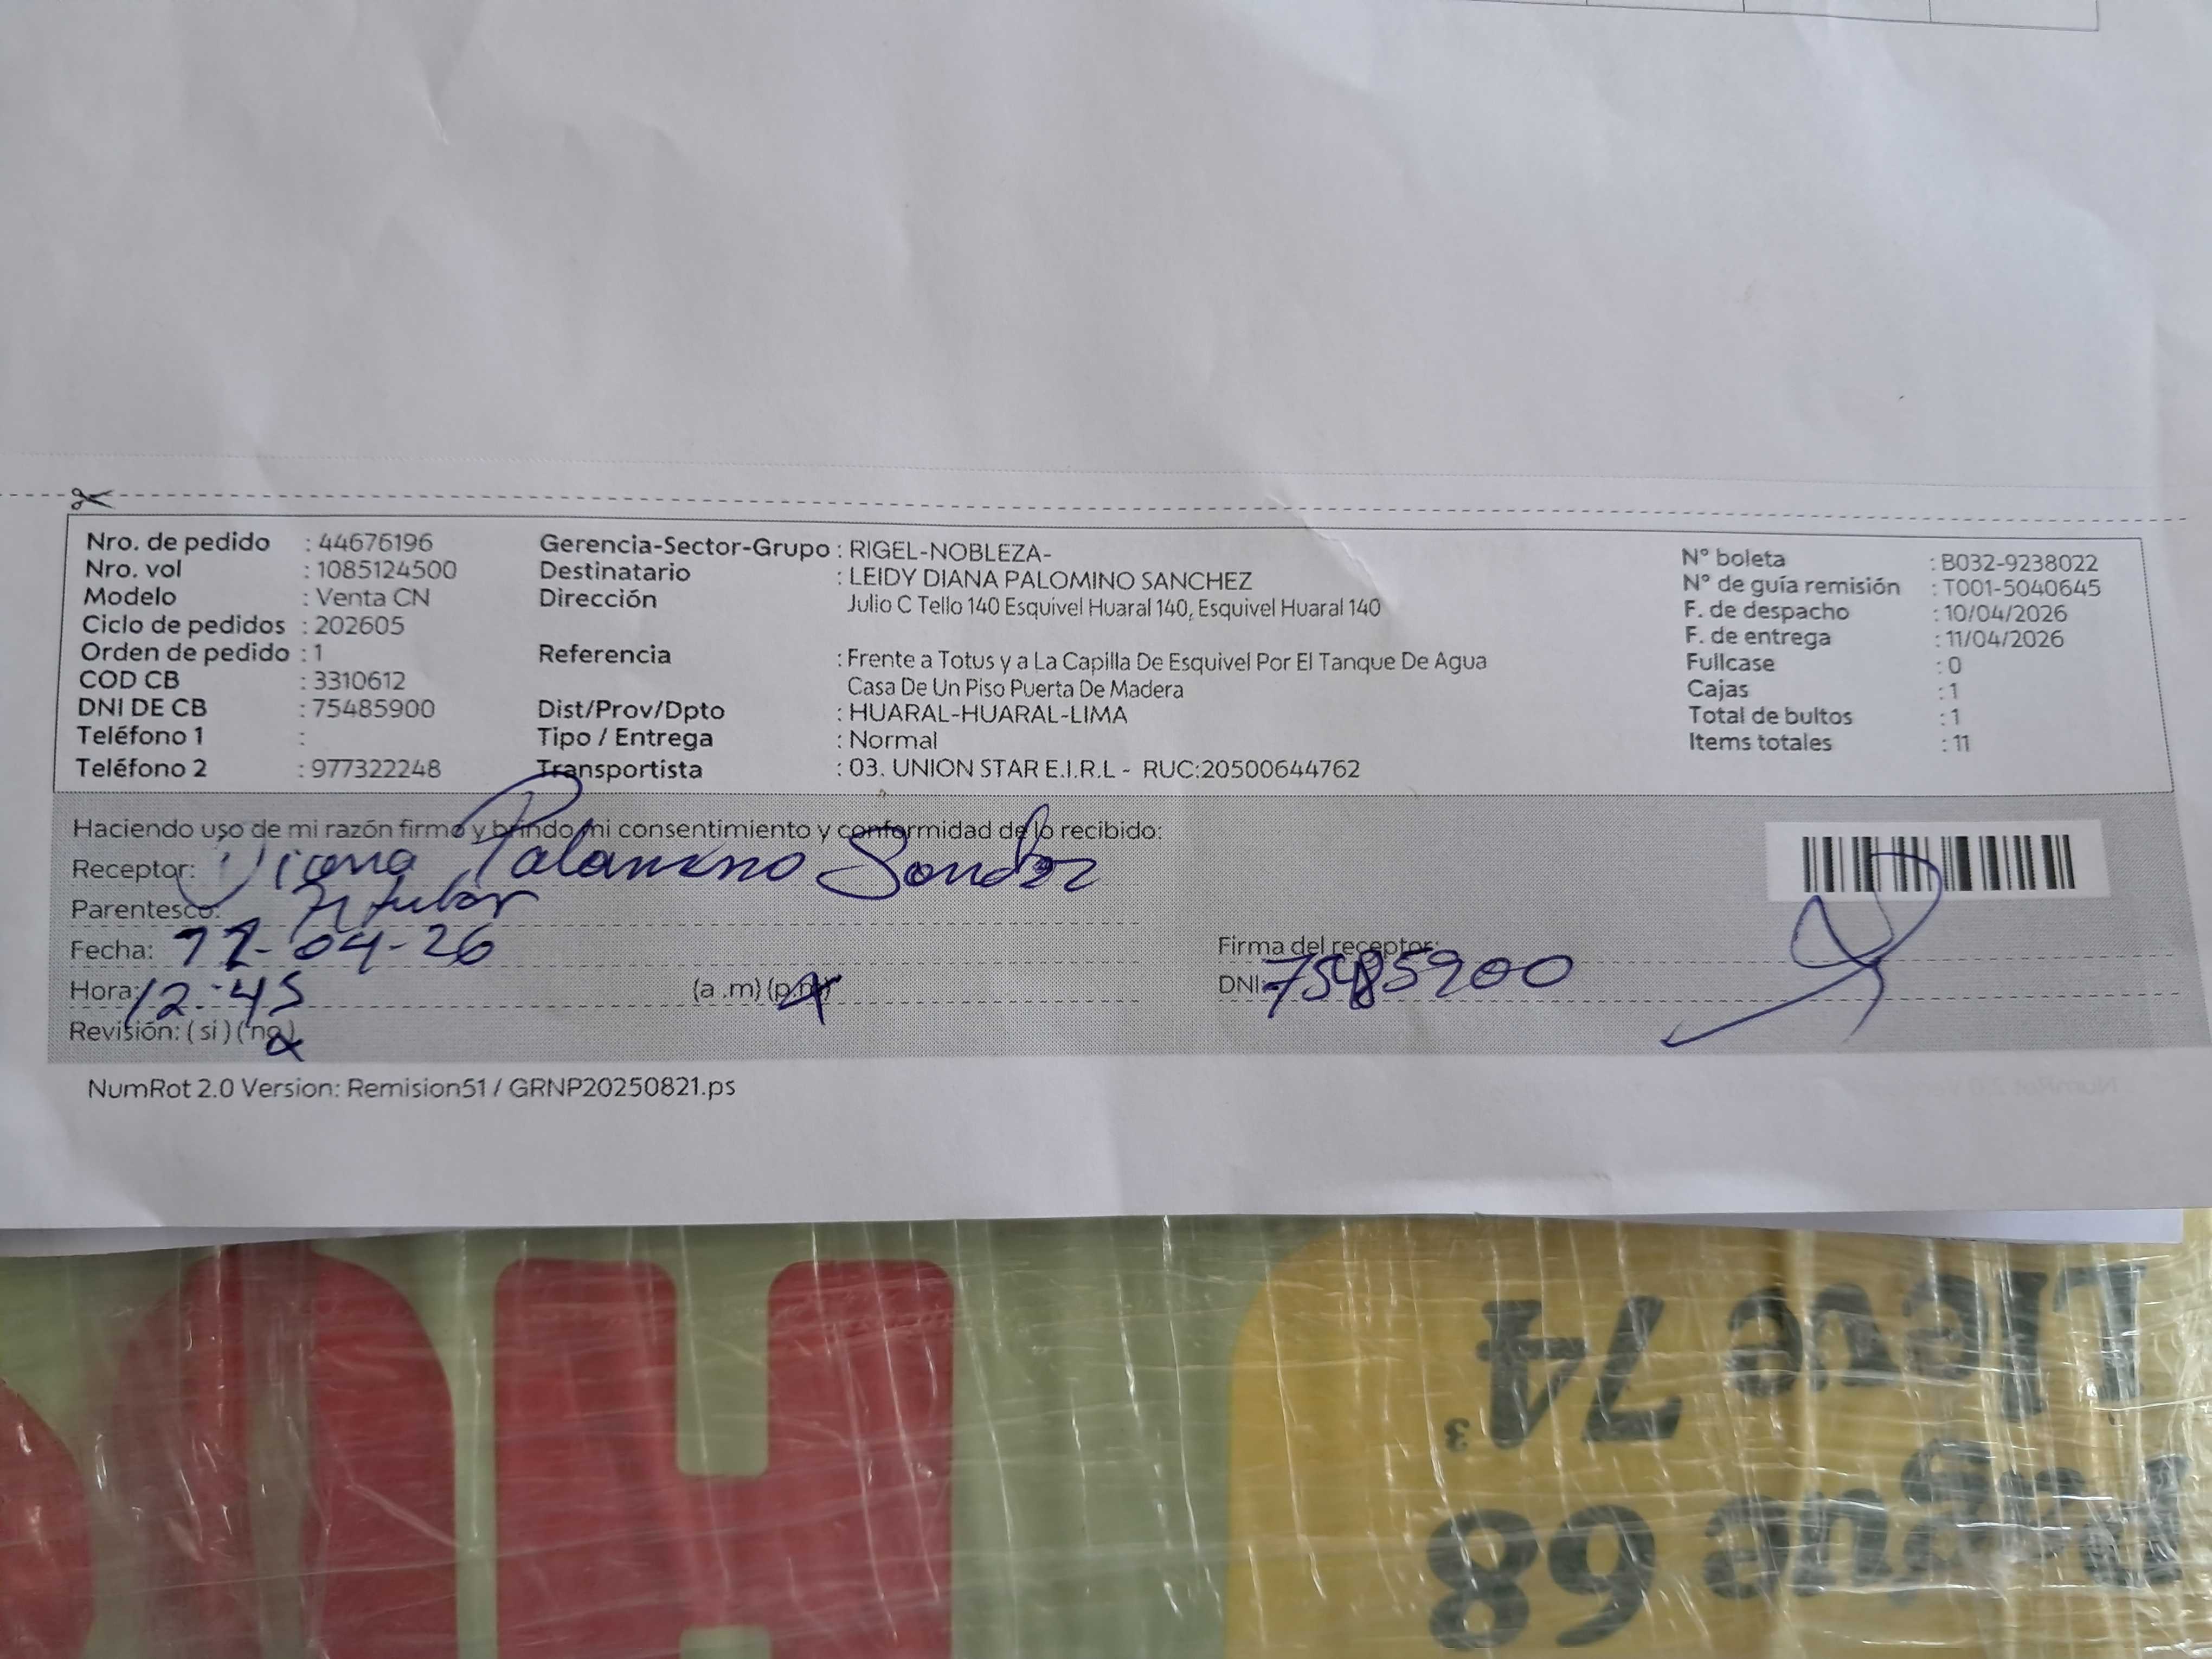 Nro. de pedido : 44676196
Nro. vol : 1085124500
Modelo : Venta CN
Ciclo de pedidos : 202605
Orden de pedido : 1
COD CB : 3310612
DNI DE CB : 75485900
Teléfono 1 :
Teléfono 2 : 977322248
Gerencia-Sector-Grupo : RIGEL-NOBLEZA-
Destinatario : LEIDY DIANA PALOMINO SANCHEZ
Dirección Julio C Tello 140 Esquivel Huaral 140, Esquivel Huaral 140
Referencia : Frente a Totus y a La Capilla De Esquivel Por El Tanque De Agua
Casa De Un Piso Puerta De Madera
Dist/Prov/Dpto : HUARAL-HUARAL-LIMA
Tipo / Entrega : Normal
Transportista : 03. UNION STAR E.I.R.L - RUC:20500644762
N° boleta : B032-9238022
N° de guía remisión : T001-5040645
F. de despacho : 10/04/2026
F. de entrega : 11/04/2026
Fullcase : 0
Cajas : 1
Total de bultos : 1
Items totales : 11
Haciendo uso de mi razón firmo y brindo mi consentimiento y conformidad de lo recibido:
Receptor: Diana Palomino
Parentesco: Titular
Fecha: -04-26
Hora: 12:45 (a .m) (p.m)
Revisión: ( si ) ( no )
Firma del receptor:
DNI: 75485900
NumRot 2.0 Version: Remision51 / GRNP20250821.ps
Lleve 74
Pague 68
3